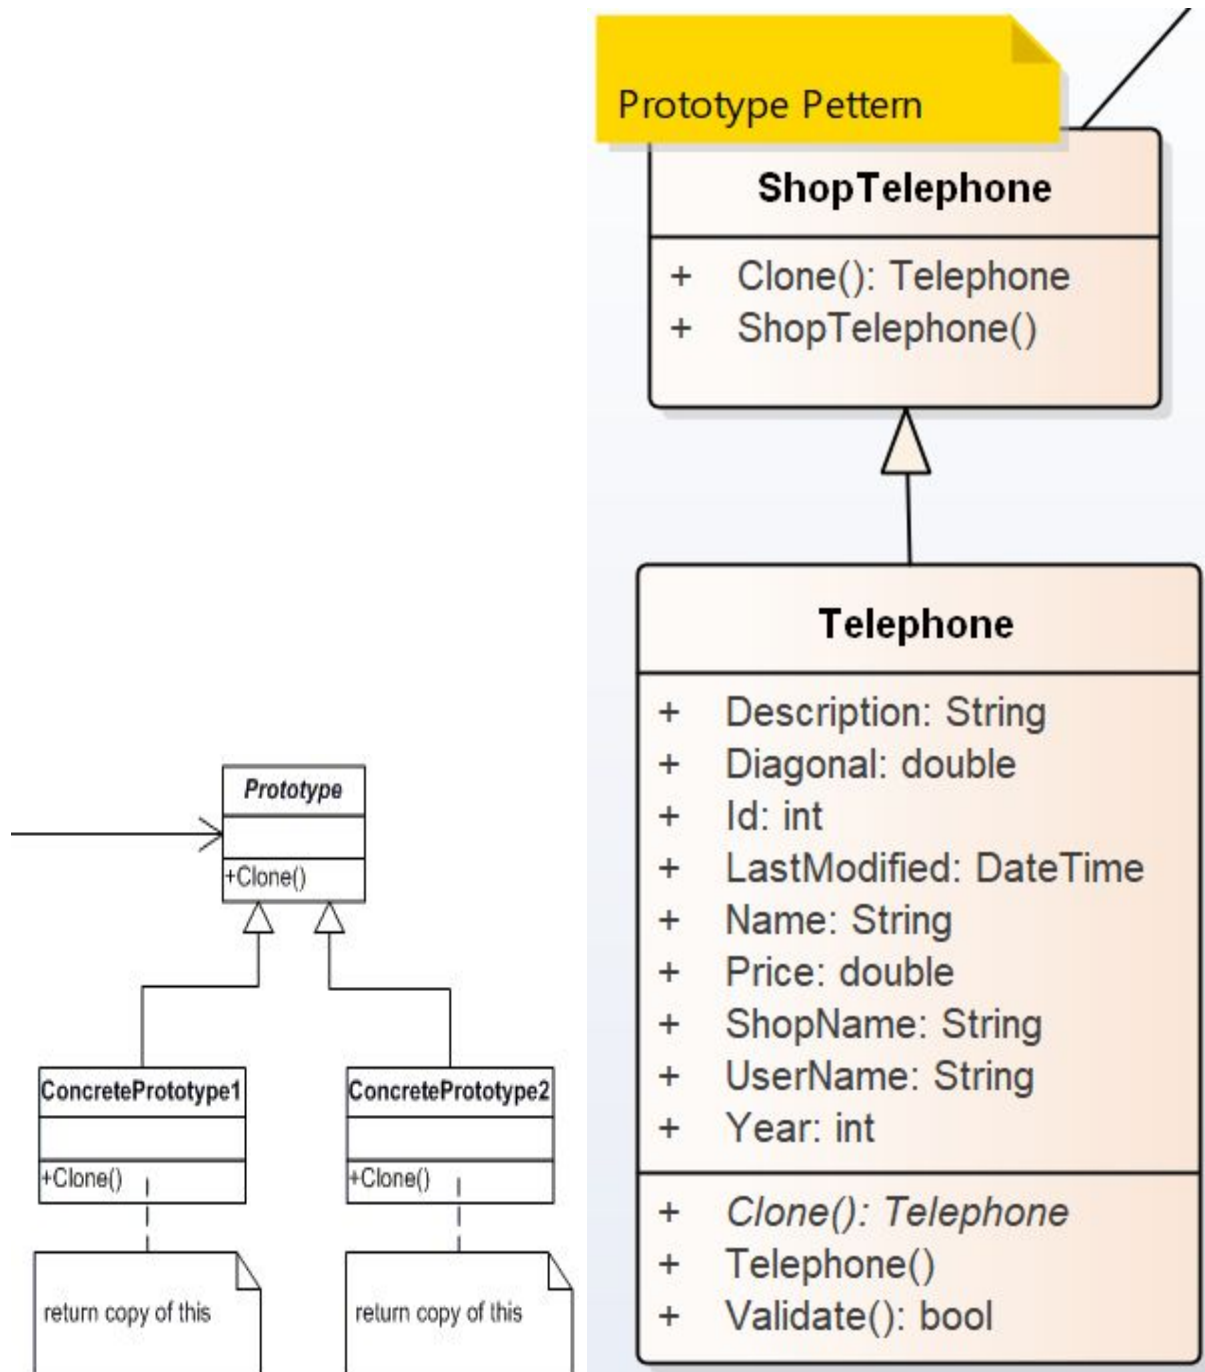 Prototype
+Clone()
ConcretePrototype1
+Clone()
return copy of this
ConcretePrototype2
+Clone()
return copy of this
Prototype Pettern
ShopTelephone
+ Clone(): Telephone
+ ShopTelephone()
Telephone
+ Description: String
+ Diagonal: double
+ Id: int
+ LastModified: DateTime
+ Name: String
+ Price: double
+ ShopName: String
+ UserName: String
+ Year: int
+ Clone(): Telephone
+ Telephone()
+ Validate(): bool